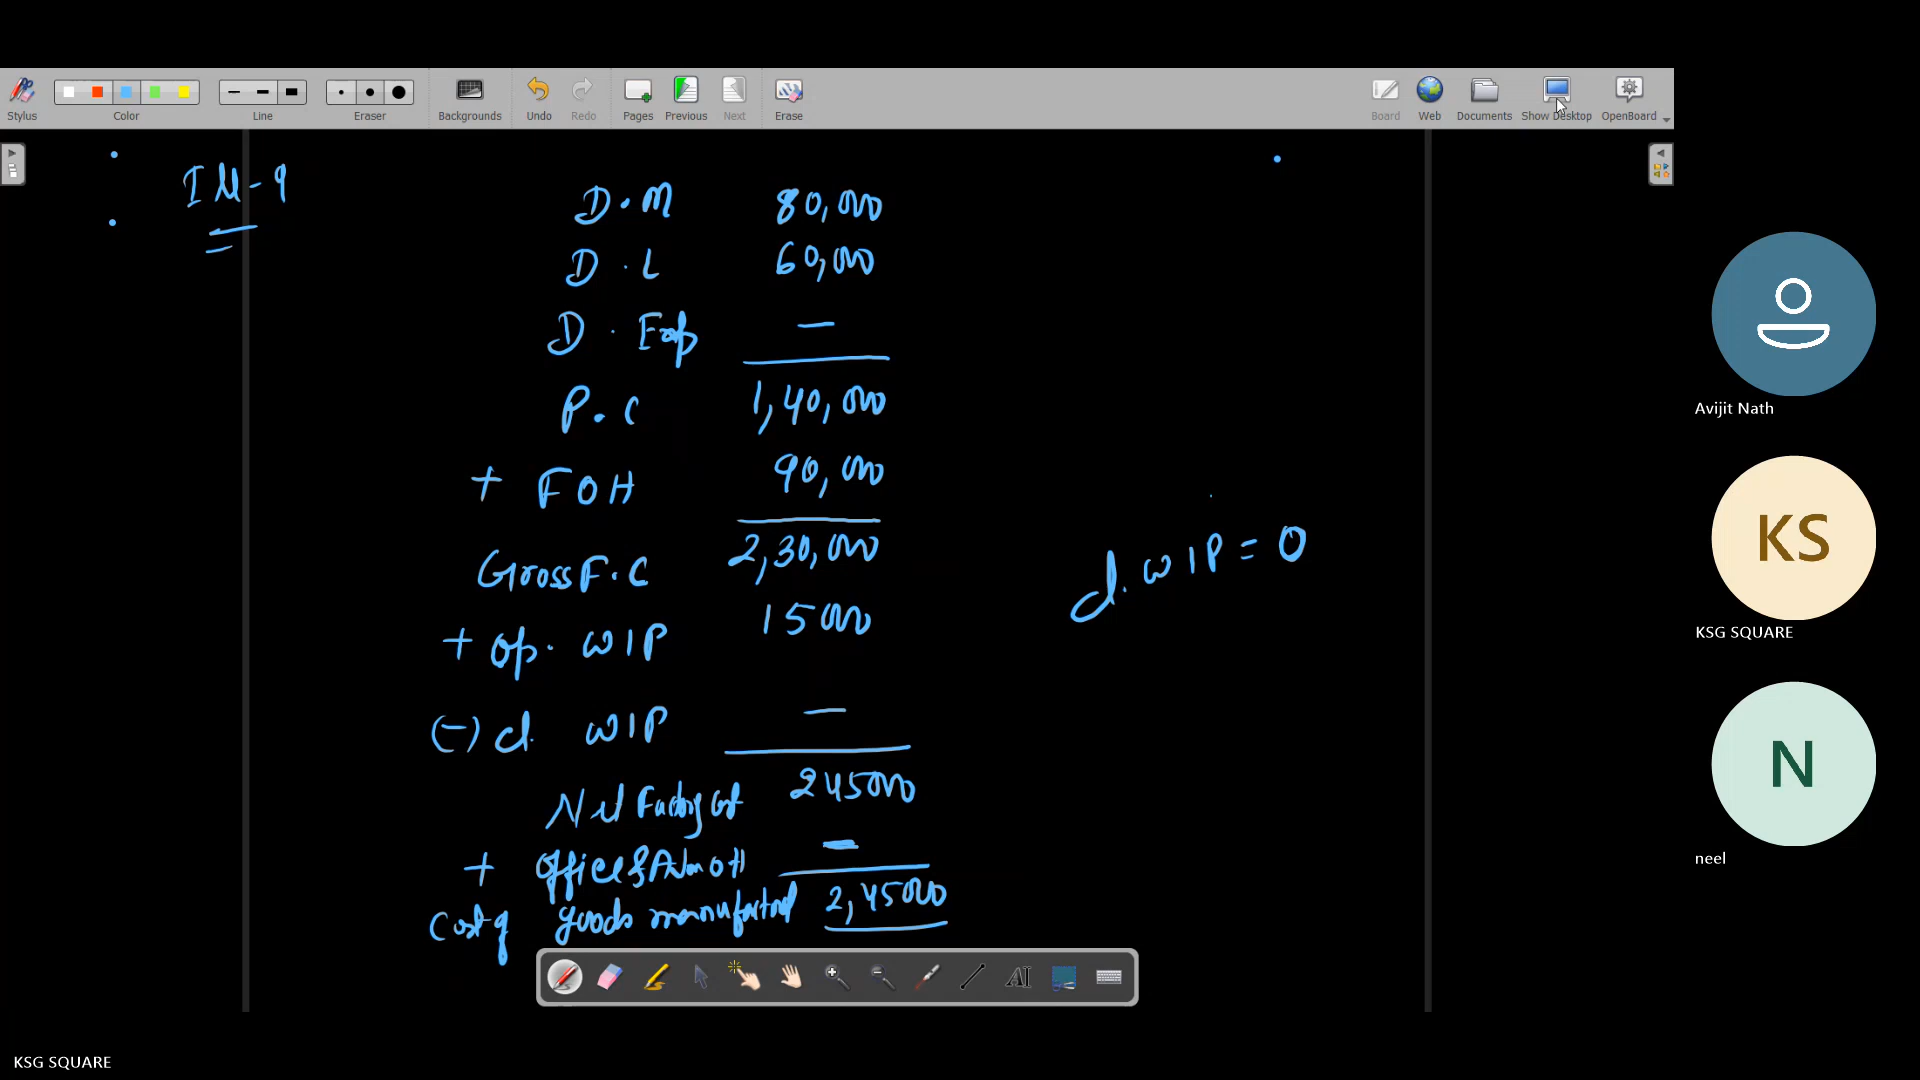 Stylus Color Line Eraser Backgrounds Undo Redo Pages Previous Next Erase Board Web Documents Show Desktop OpenBoard
Ill-9
D.M 80,000
D.L 60,000
D.Exp —
P.C 1,40,000
+ FOH 90,000
Gross F.C 2,30,000
+ Op. WIP 15000
cl. WIP = 0
(-) cl. WIP —
Net Factory Cost 245000
+ Office & Adm OH —
Cost of goods manufactured 2,45000
AI
Avijit Nath
KS
KSG SQUARE
N
neel
KSG SQUARE